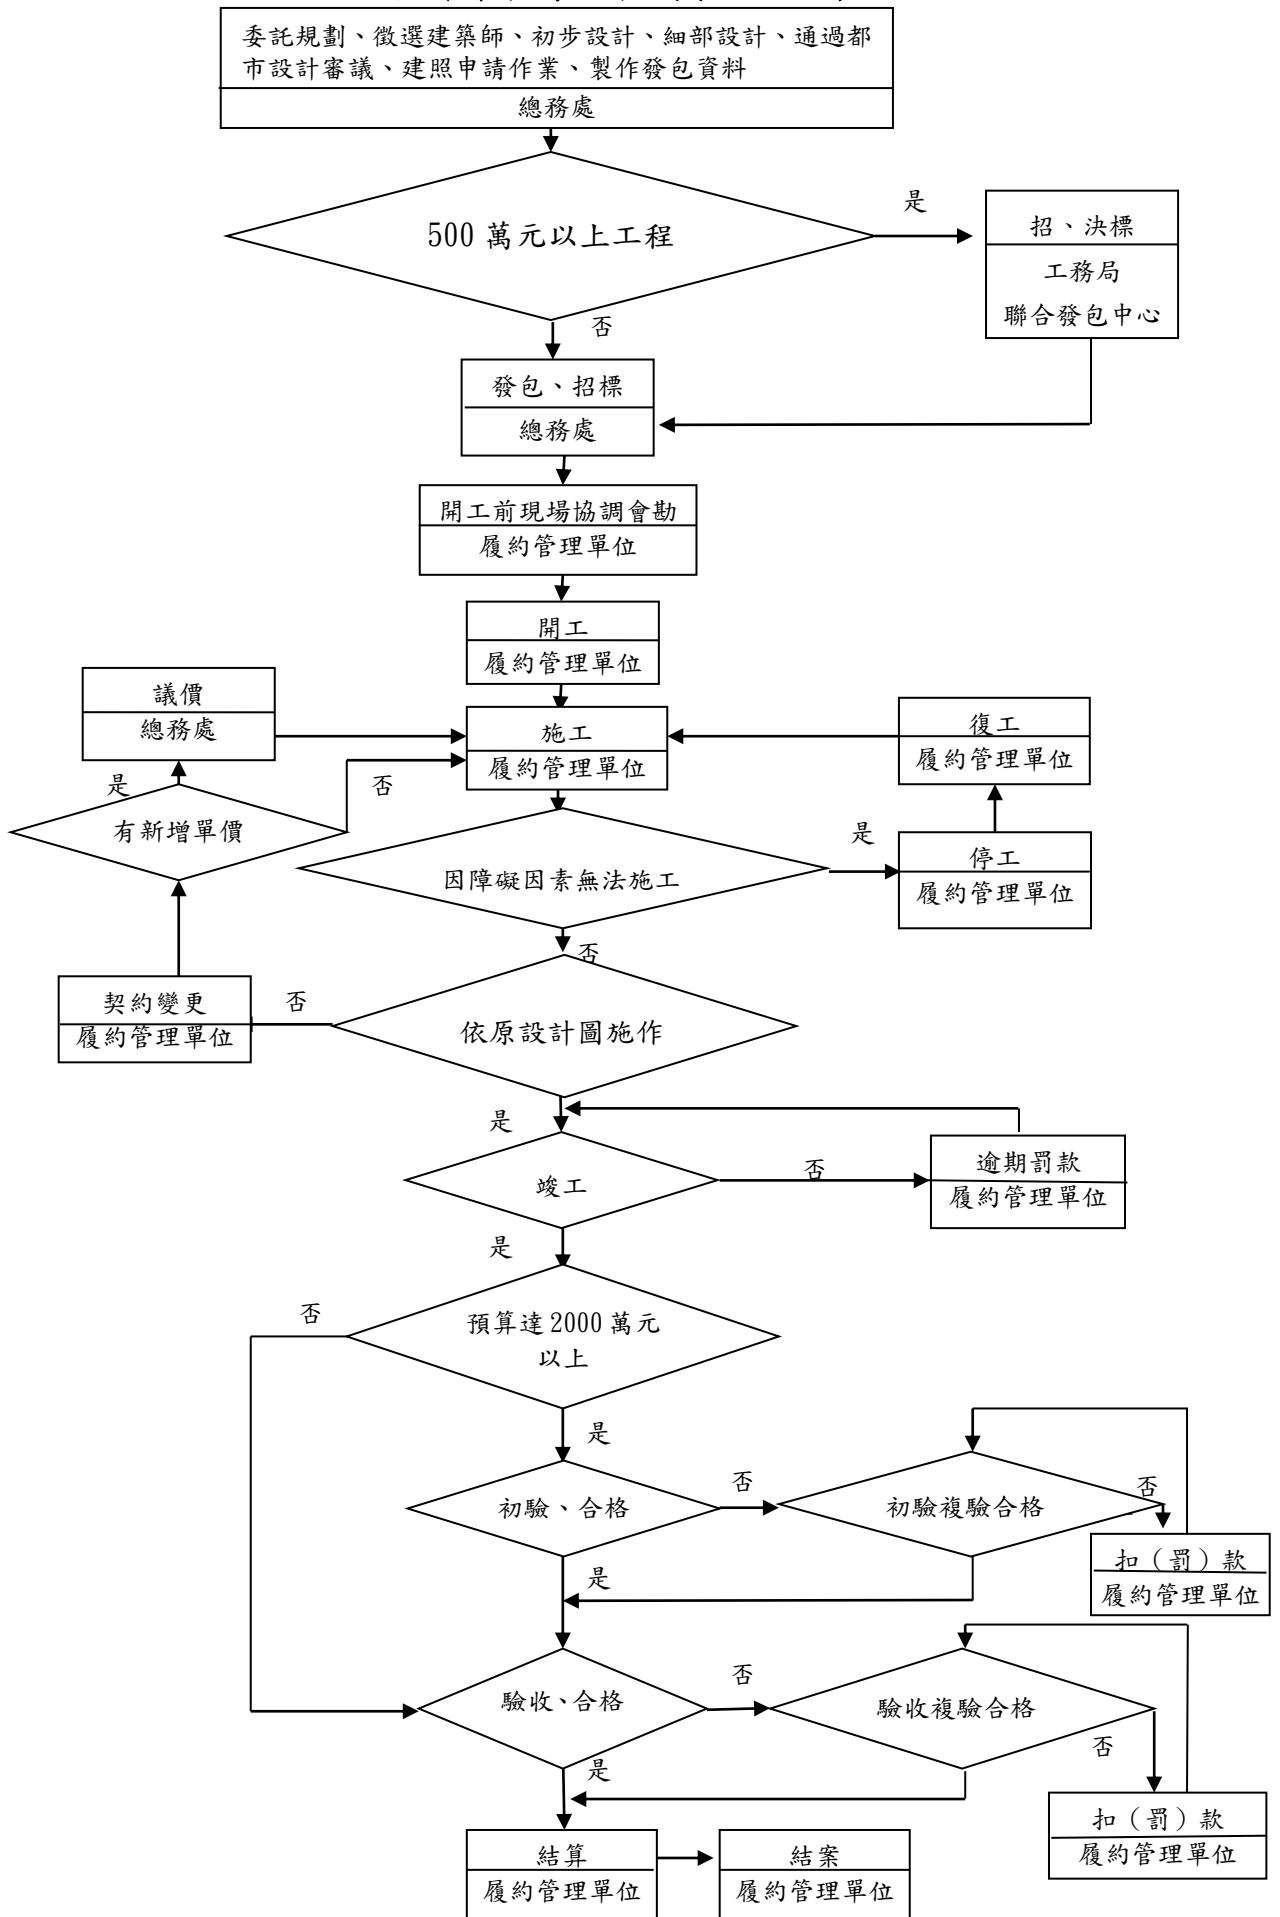 委託規劃、徵選建築師、初步設計、細部設計、通過都
市設計審議、建照申請作業、製作發包資料
總務處
500 萬元以上工程
是
招、決標
工務局
聯合發包中心
否
發包、招標
總務處
開工前現場協調會勘
履約管理單位
開工
履約管理單位
議價
總務處
施工
履約管理單位
復工
履約管理單位
是
否
有新增單價
因障礙因素無法施工
是
停工
履約管理單位
否
契約變更
履約管理單位
否
依原設計圖施作
是
竣工
否
逾期罰款
履約管理單位
是
否
預算達 2000 萬元
以上
是
初驗、合格
否
初驗複驗合格
否
扣（罰）款
履約管理單位
是
驗收、合格
否
驗收複驗合格
否
扣（罰）款
履約管理單位
是
結算
履約管理單位
結案
履約管理單位